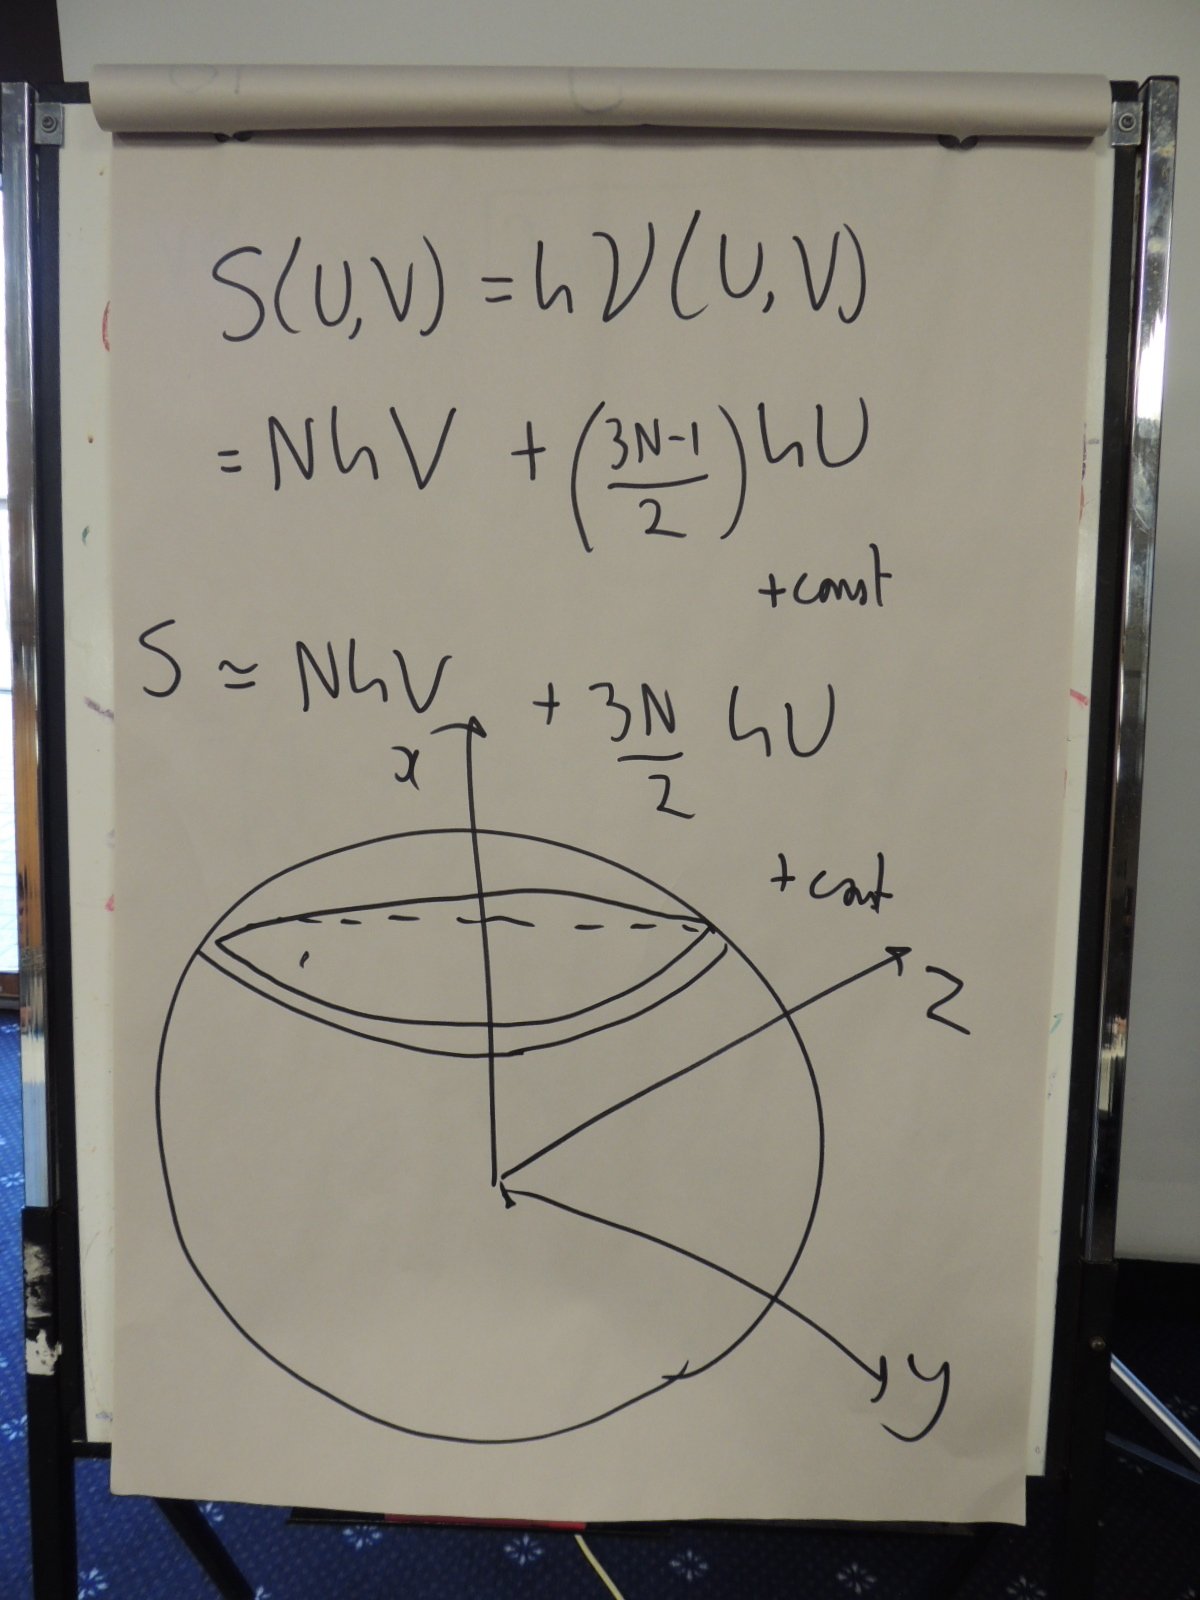 S(U,V) = ln 𝒱(U,V)
= N ln V + (3N-1/2) ln U
+ const
S ≃ N ln V + 3N/2 ln U
+ const
x
z
y